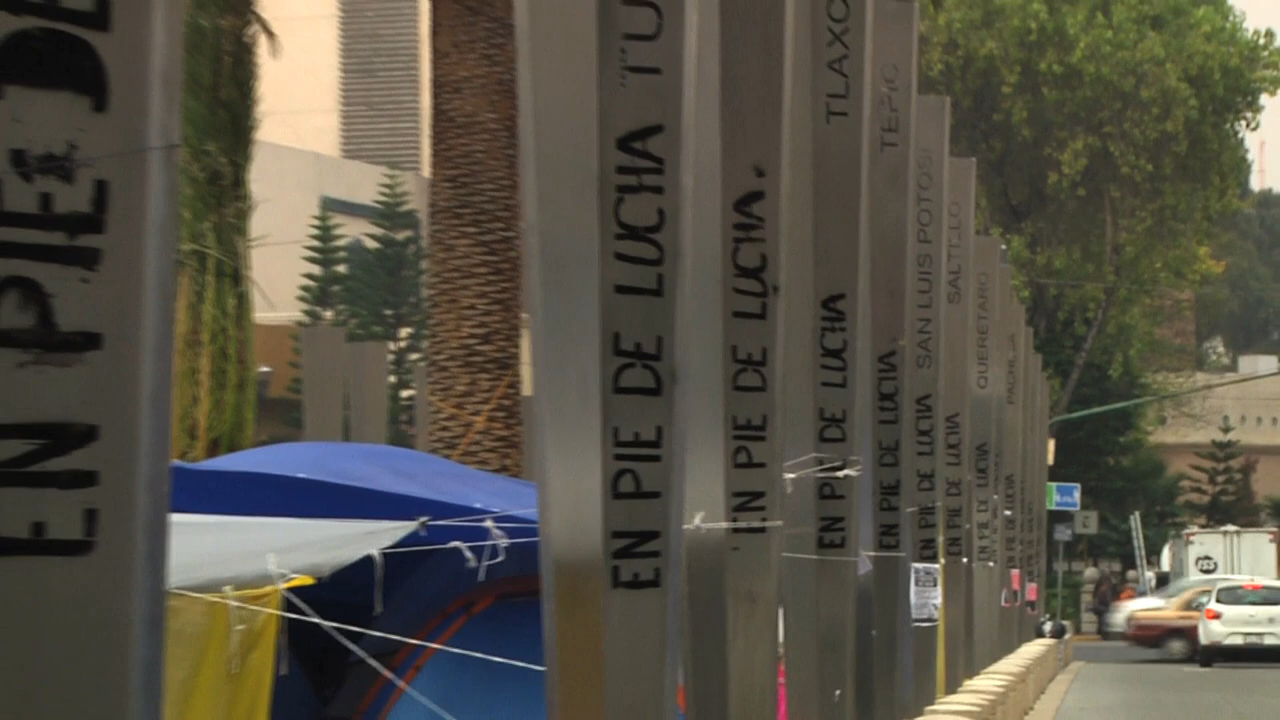 EN PIE DE
EN PIE DE LUCHA "TU
EN PIE DE LUCHA.
EN PIE DE LUCHA TLAXC
EN PIE DE LUCHA TEPIC
EN PIE DE LUCHA SAN LUIS POTOSI
EN PIE DE LUCHA SALTILLO
EN PIE DE LUCHA QUERETARO
EN PIE DE LUCHA PACHUCA